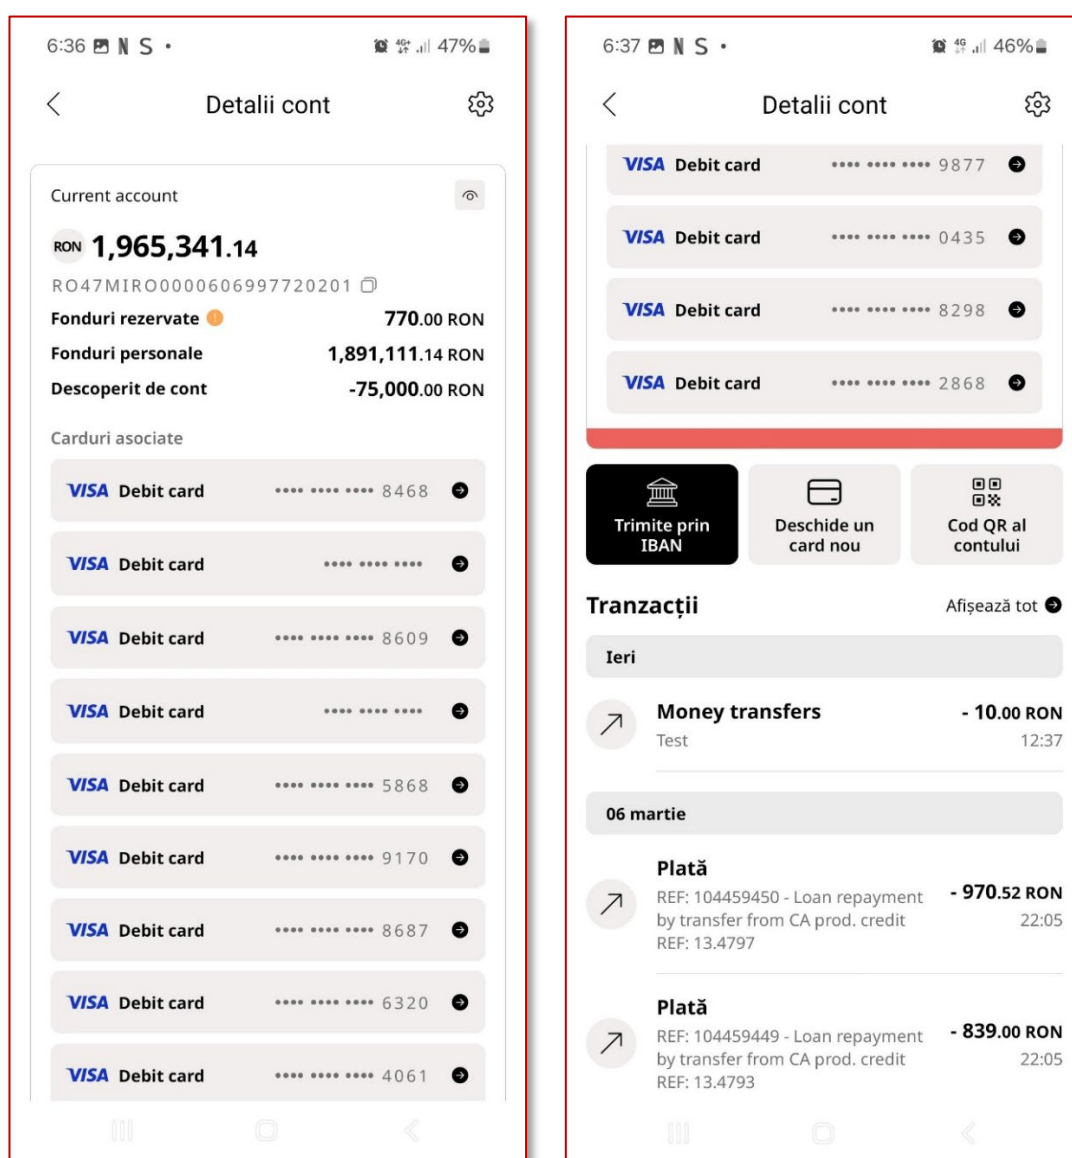 6:36 N S •
4G+ 47%
Detalii cont
Current account
RON 1,965,341.14
RO47MIRO0000606997720201
Fonduri rezervate 770.00 RON
Fonduri personale 1,891,111.14 RON
Descoperit de cont -75,000.00 RON
Carduri asociate
VISA Debit card •••• •••• •••• 8468
VISA Debit card •••• •••• ••••
VISA Debit card •••• •••• •••• 8609
VISA Debit card •••• •••• ••••
VISA Debit card •••• •••• •••• 5868
VISA Debit card •••• •••• •••• 9170
VISA Debit card •••• •••• •••• 8687
VISA Debit card •••• •••• •••• 6320
VISA Debit card •••• •••• •••• 4061
6:37 N S •
4G 46%
Detalii cont
VISA Debit card •••• •••• •••• 9877
VISA Debit card •••• •••• •••• 0435
VISA Debit card •••• •••• •••• 8298
VISA Debit card •••• •••• •••• 2868
Trimite prin
IBAN
Deschide un
card nou
Cod QR al
contului
Tranzacții
Afișează tot
Ieri
Money transfers - 10.00 RON
Test 12:37
06 martie
Plată
REF: 104459450 - Loan repayment - 970.52 RON
by transfer from CA prod. credit 22:05
REF: 13.4797
Plată
REF: 104459449 - Loan repayment - 839.00 RON
by transfer from CA prod. credit 22:05
REF: 13.4793